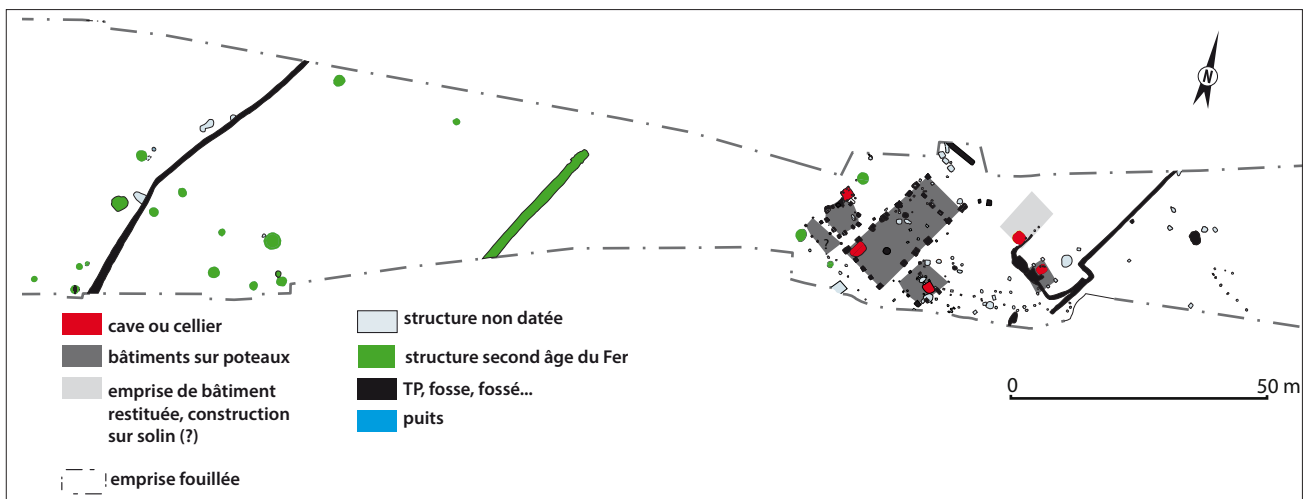 N
?
cave ou cellier
bâtiments sur poteaux
emprise de bâtiment
restituée, construction
sur solin (?)
emprise fouillée
structure non datée
structure second âge du Fer
TP, fosse, fossé...
puits
0 50 m